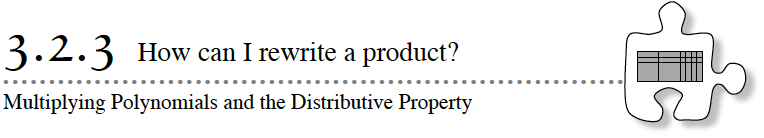 3.2.3 How can I rewrite a product?
Multiplying Polynomials and the Distributive Property